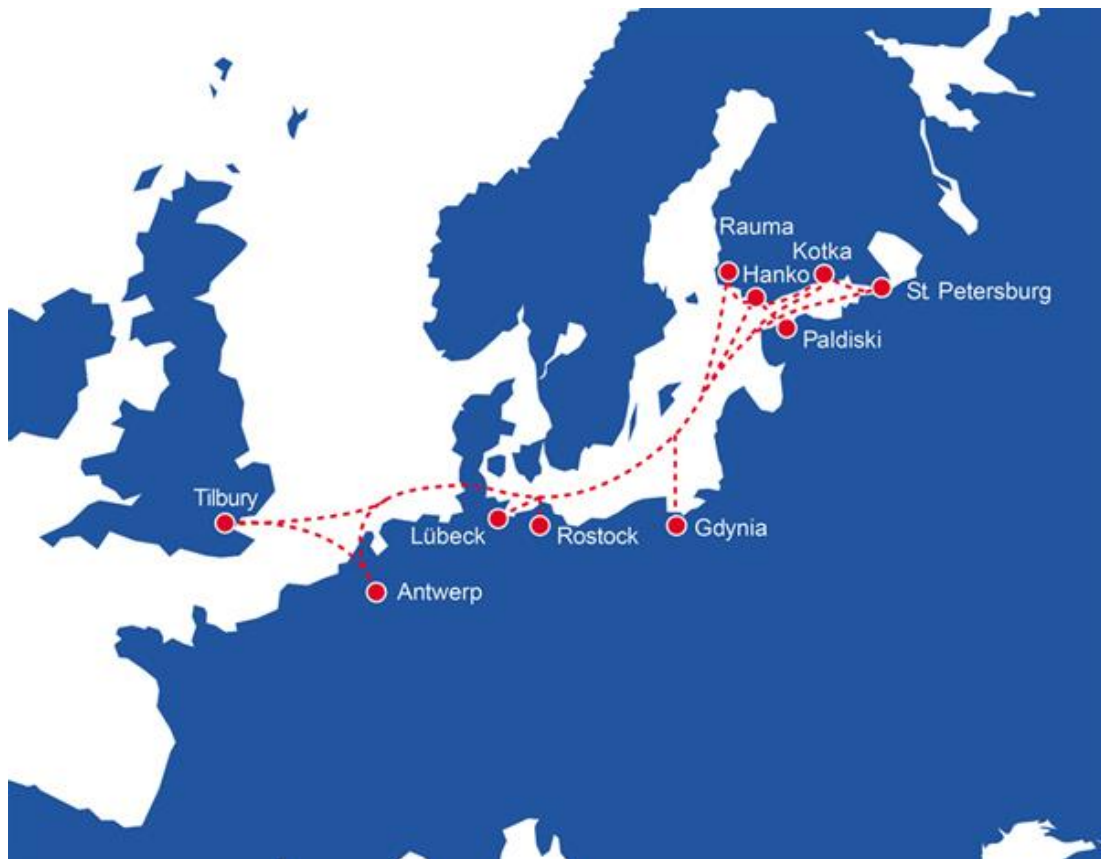 Rauma
Kotka
Hanko
St. Petersburg
Paldiski
Tilbury
Lübeck
Rostock
Gdynia
Antwerp